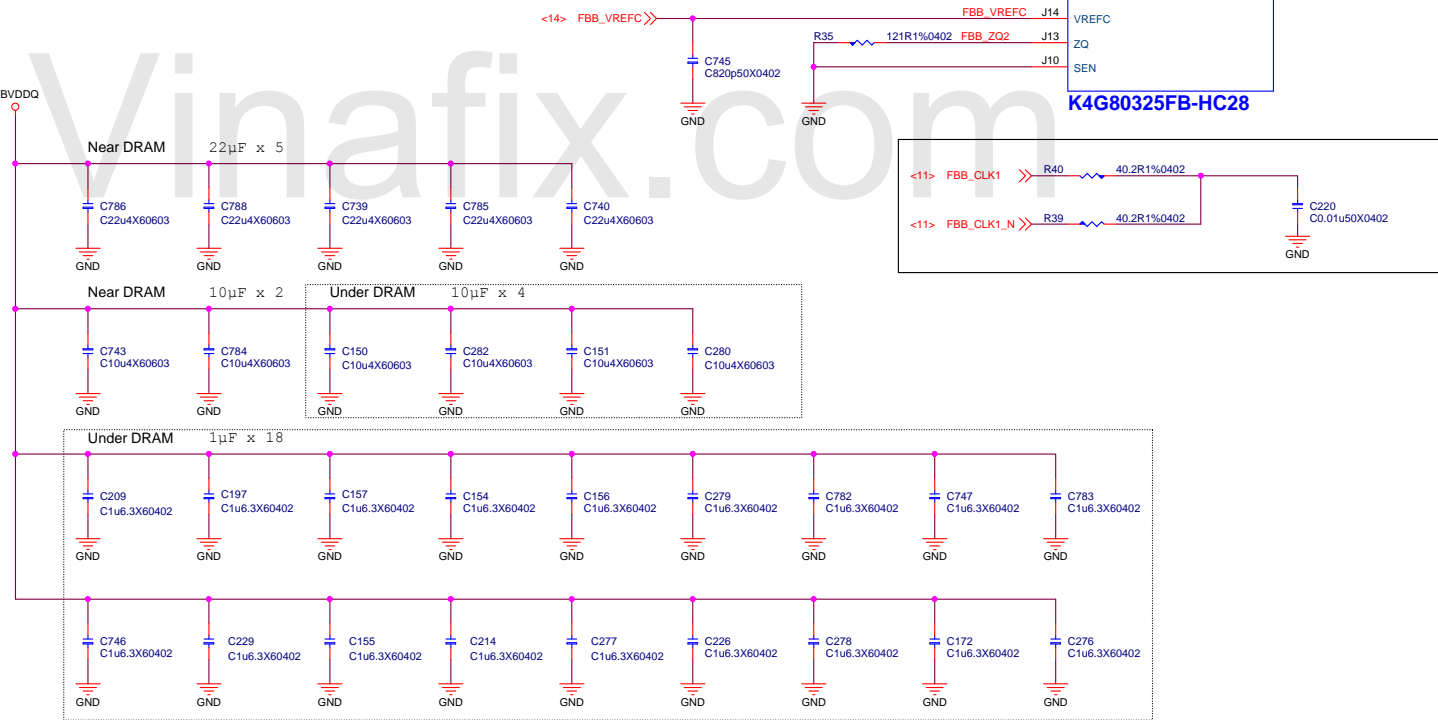 Vinafix.com
<14> FBB_VREFC
FBB_VREFC J14 VREFC
R35 121R1%0402 FBB_ZQ2 J13 ZQ
C745
C820p50X0402
J10 SEN
GND GND
K4G80325FB-HC28
BVDDQ
Near DRAM 22µF x 5
<11> FBB_CLK1 R40 40.2R1%0402
<11> FBB_CLK1_N R39 40.2R1%0402
C220
C0.01u50X0402
GND
C786 C788 C739 C785 C740
C22u4X60603 C22u4X60603 C22u4X60603 C22u4X60603 C22u4X60603
GND GND GND GND GND
Near DRAM 10µF x 2 Under DRAM 10µF x 4
C743 C784 C150 C282 C151 C280
C10u4X60603 C10u4X60603 C10u4X60603 C10u4X60603 C10u4X60603 C10u4X60603
GND GND GND GND GND GND
Under DRAM 1µF x 18
C209 C197 C157 C154 C156 C279 C782 C747 C783
C1u6.3X60402 C1u6.3X60402 C1u6.3X60402 C1u6.3X60402 C1u6.3X60402 C1u6.3X60402 C1u6.3X60402 C1u6.3X60402 C1u6.3X60402
GND GND GND GND GND GND GND GND GND
C746 C229 C155 C214 C277 C226 C278 C172 C276
C1u6.3X60402 C1u6.3X60402 C1u6.3X60402 C1u6.3X60402 C1u6.3X60402 C1u6.3X60402 C1u6.3X60402 C1u6.3X60402 C1u6.3X60402
GND GND GND GND GND GND GND GND GND